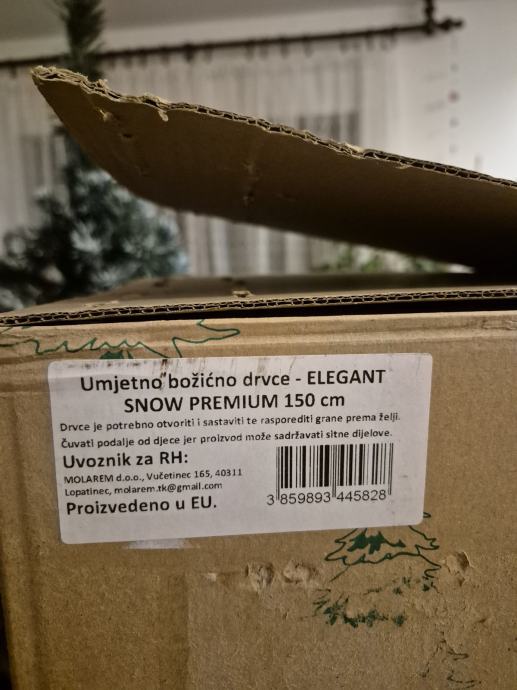 Umjetno božićno drvce - ELEGANT
SNOW PREMIUM 150 cm
Drvce je potrebno otvoriti i sastaviti te rasporediti grane prema želji.
Čuvati podalje od djece jer proizvod može sadržavati sitne dijelove.
Uvoznik za RH:
MOLAREM d.o.o., Vučetinec 165, 40311
Lopatinec, molarem.tk@gmail.com
Proizvedeno u EU.
3 859893 445828